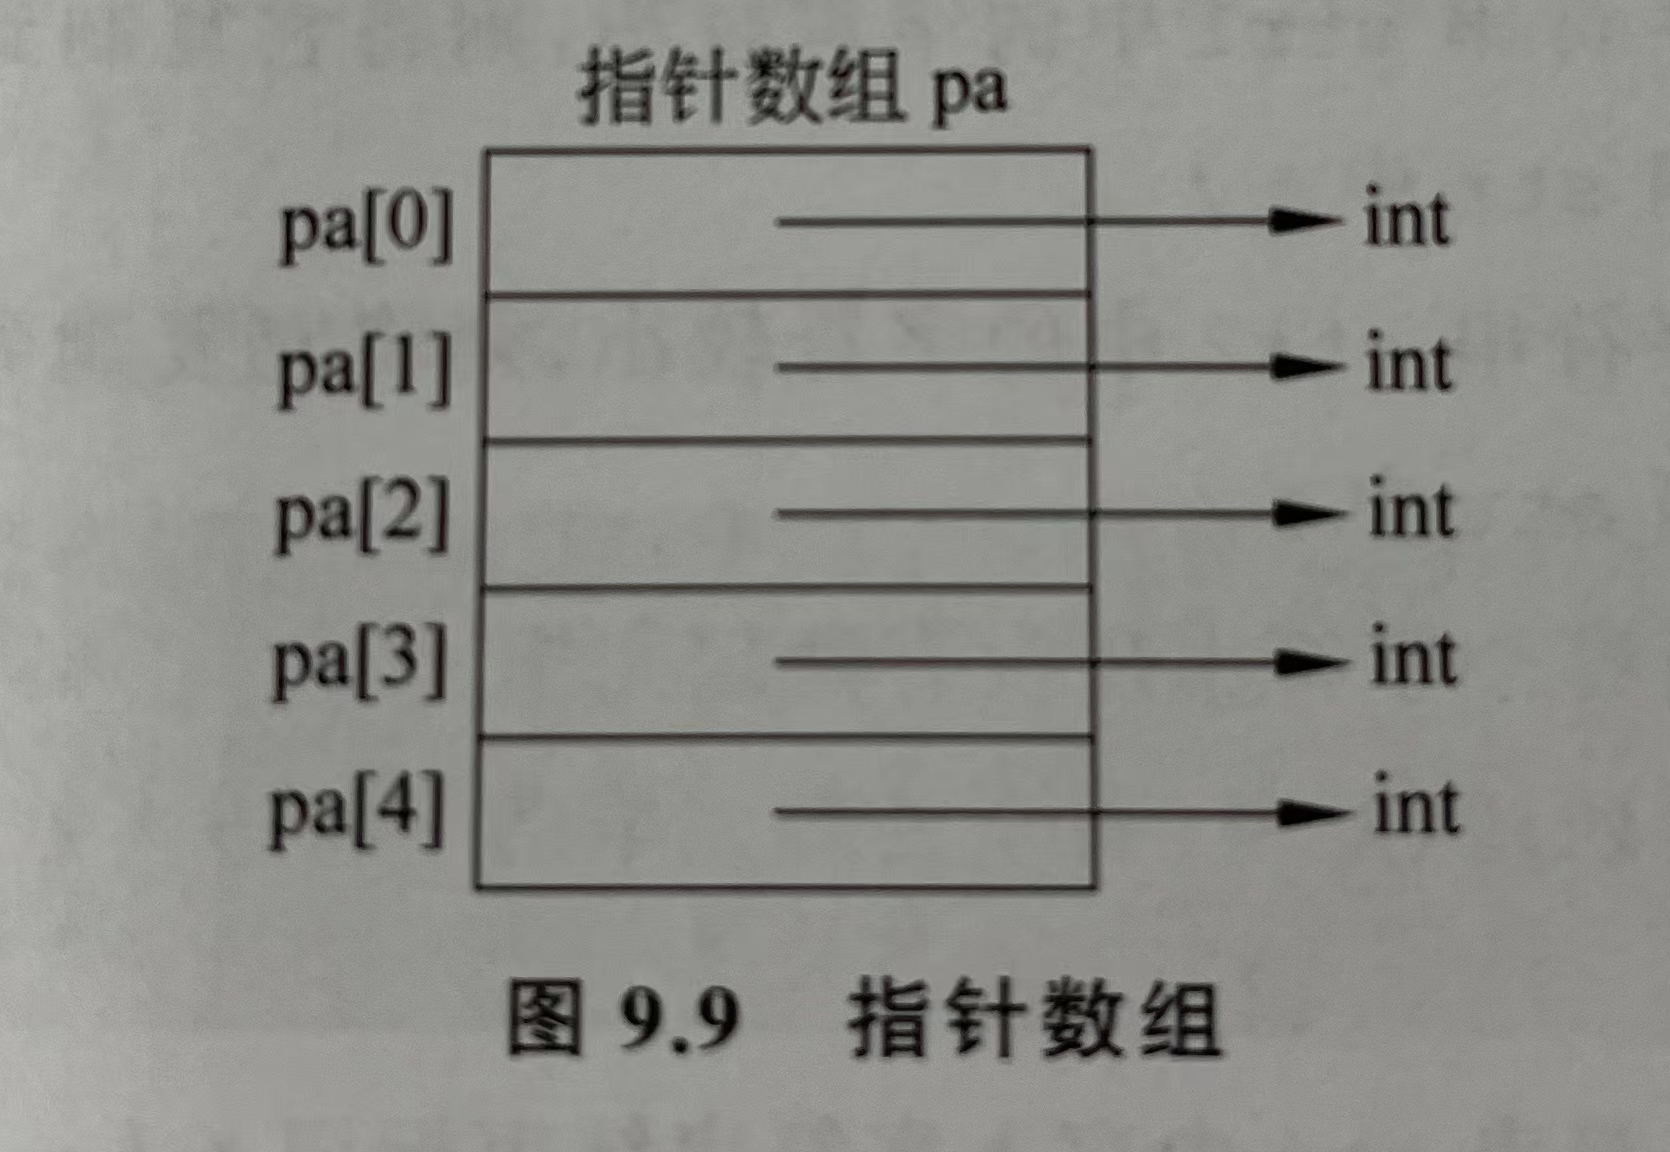 指针数组 pa
pa[0] int
pa[1] int
pa[2] int
pa[3] int
pa[4] int
图 9.9 指针数组